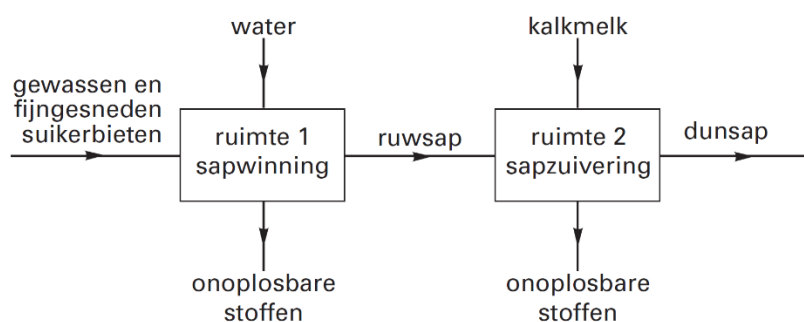 water
kalkmelk
gewassen en
fijngesneden
suikerbieten
ruimte 1
sapwinning
ruwsap
ruimte 2
sapzuivering
dunsap
onoplosbare
stoffen
onoplosbare
stoffen